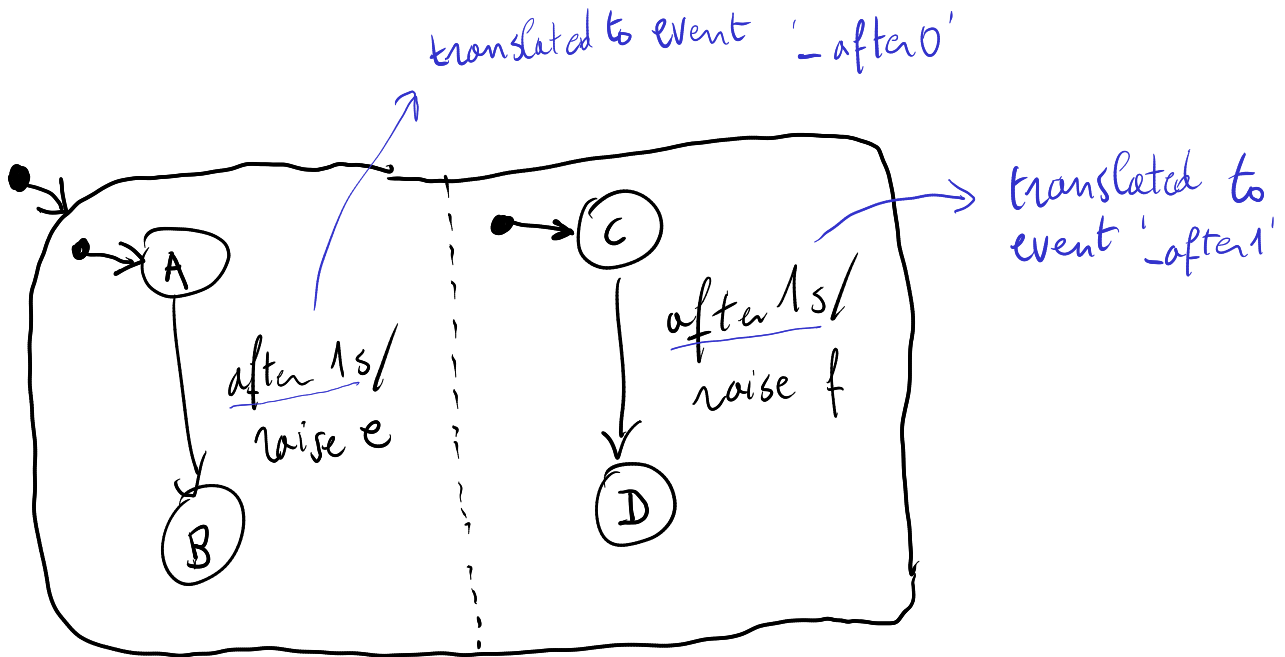 translated to event '_after0'
translated to
event '_after1'
A
after 1s/
raise e
B
C
after 1s/
raise f
D